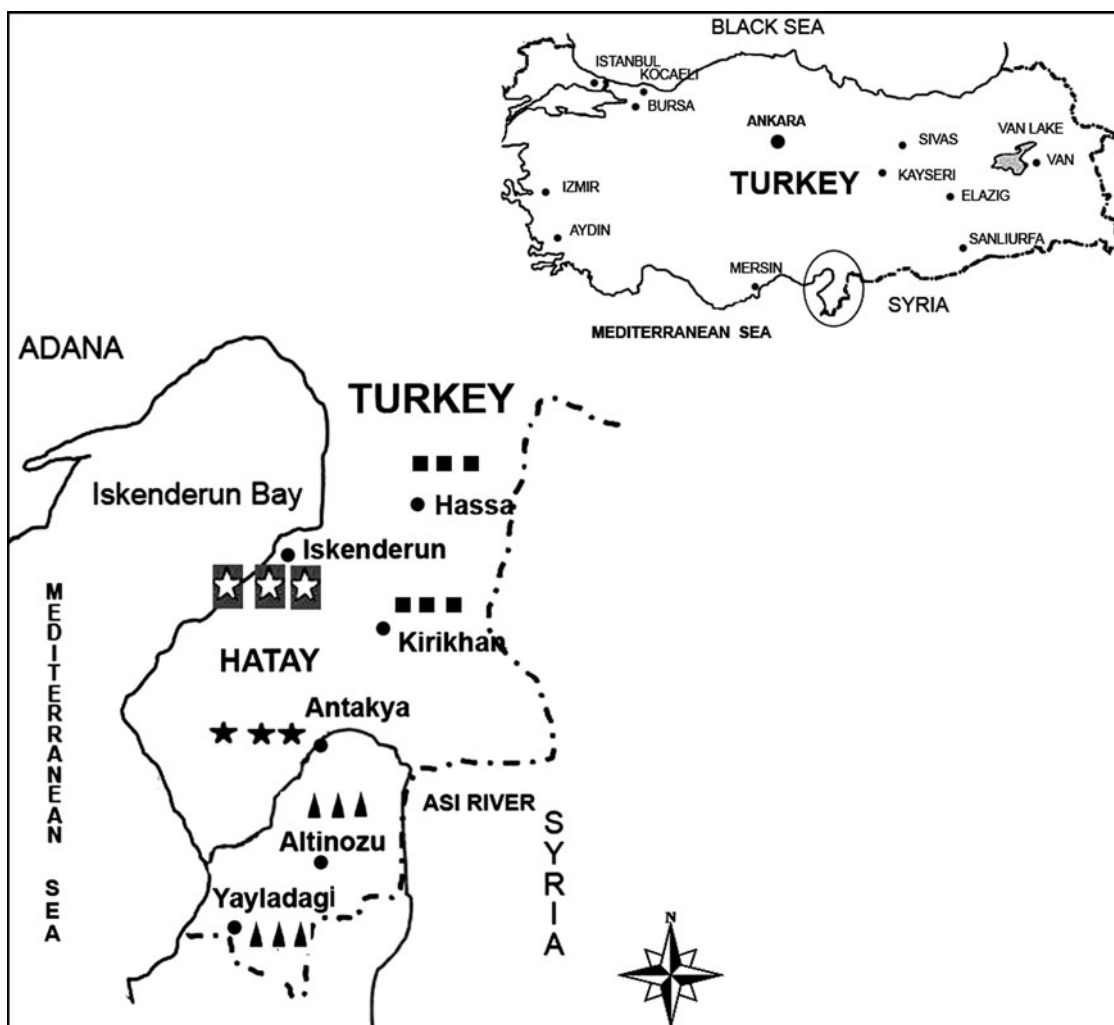 BLACK SEA
ISTANBUL
KOCAELI
BURSA
ANKARA
SIVAS
VAN LAKE
VAN
TURKEY
KAYSERI
IZMIR
ELAZIG
AYDIN
SANLIURFA
MERSIN
SYRIA
MEDITERRANEAN SEA
ADANA
TURKEY
Iskenderun Bay
Hassa
Iskenderun
MEDITERRANEAN SEA
Kirikhan
HATAY
Antakya
ASI RIVER
SYRIA
Altinozu
Yayladagi
N